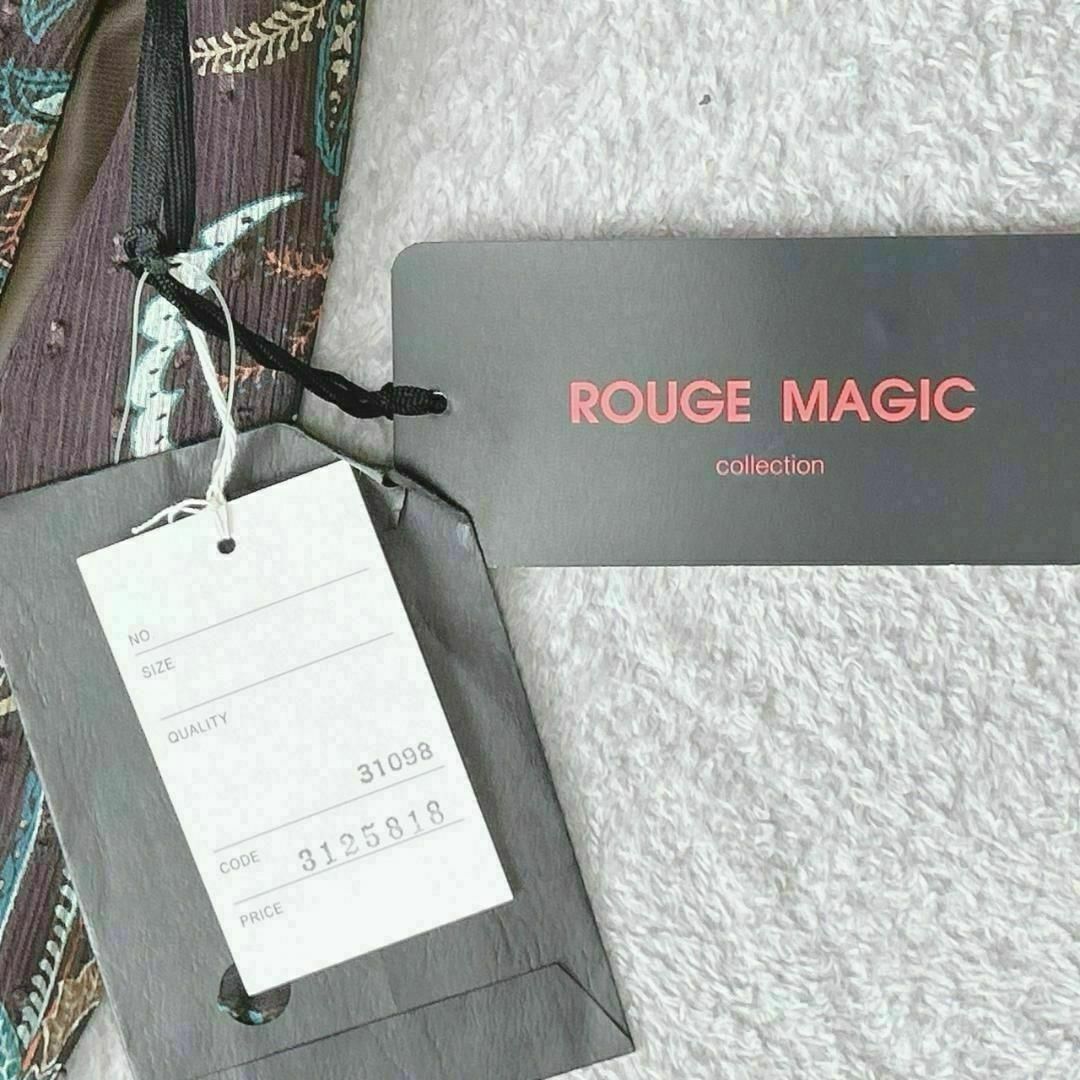 ROUGE MAGIC
collection
NO
SIZE
QUALITY
31098
CODE 3125818
PRICE